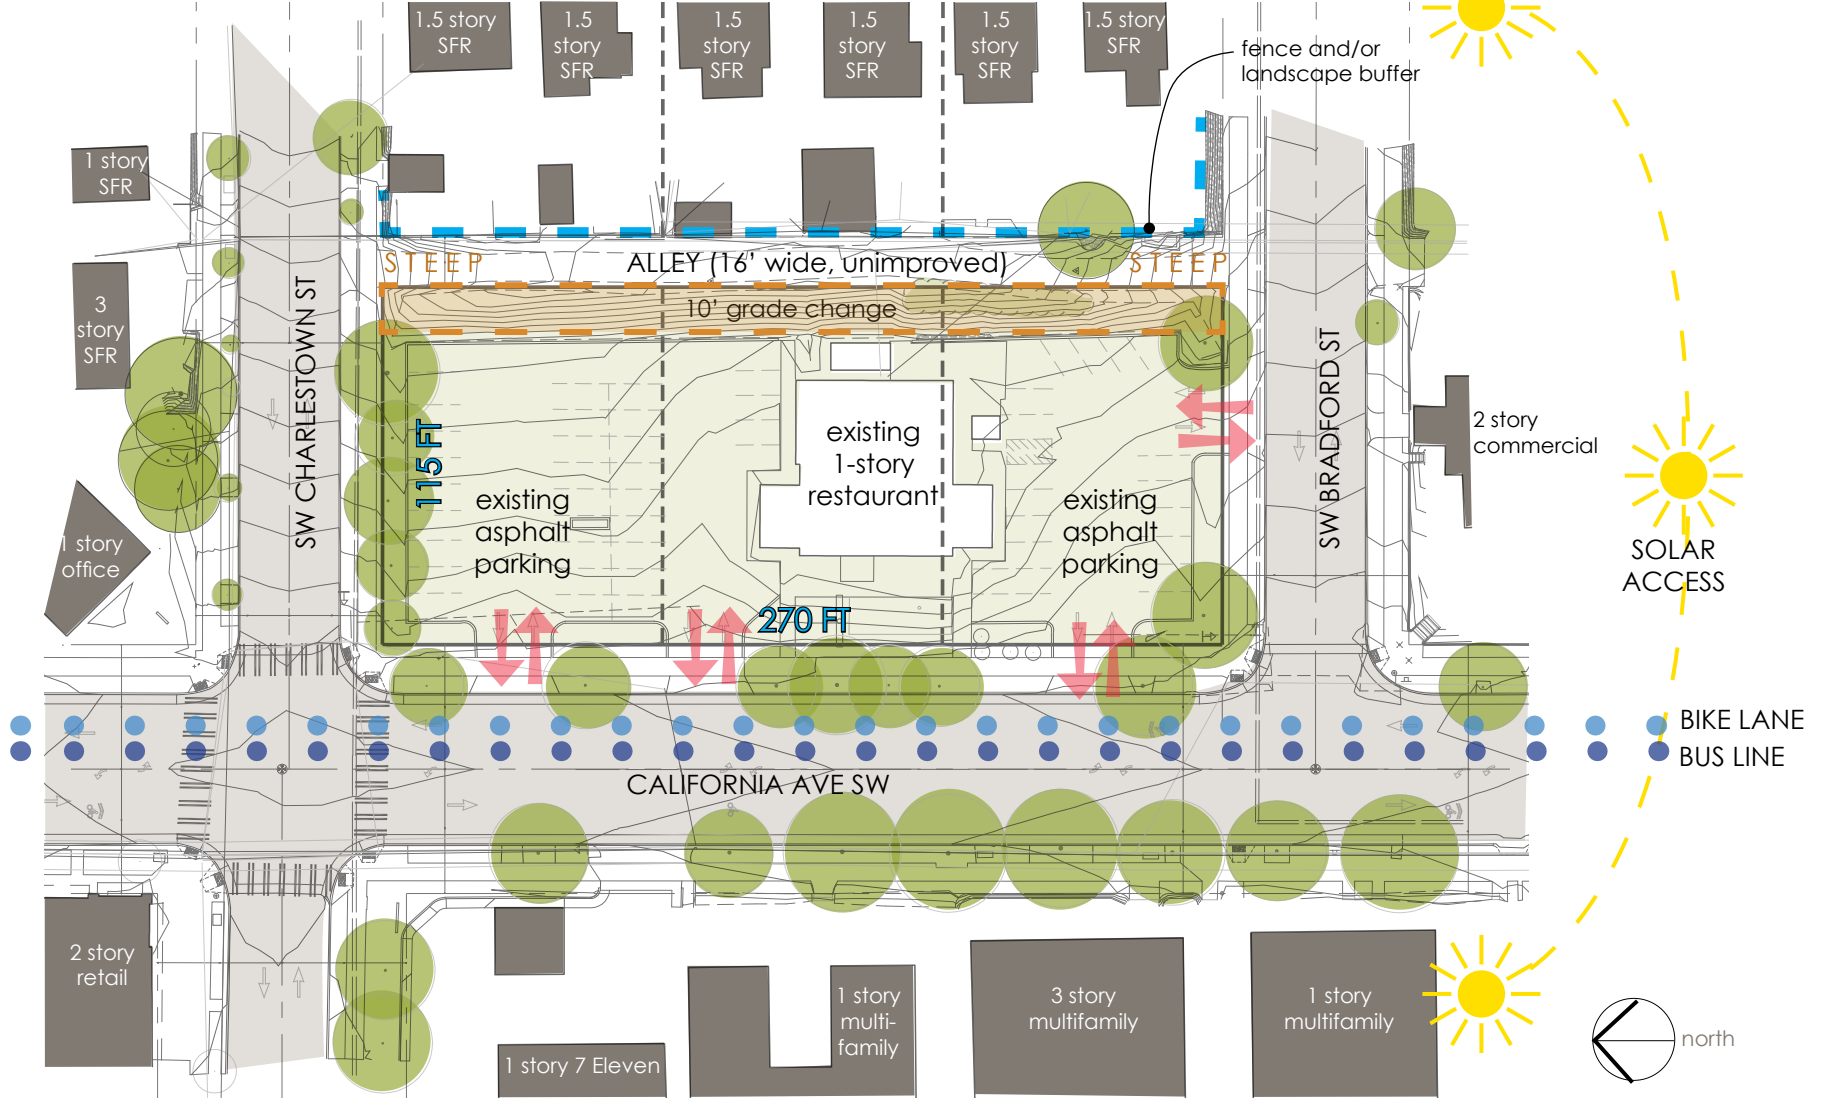 1.5 story
SFR
1.5
story
SFR
1.5
story
SFR
1.5
story
SFR
1.5
story
SFR
1.5 story
SFR
fence and/or
landscape buffer
1 story
SFR
3
story
SFR
STEEP
ALLEY (16' wide, unimproved)
STEEP
10' grade change
SW CHARLESTOWN ST
SW BRADFORD ST
115 FT
existing
1-story
restaurant
existing
asphalt
parking
existing
asphalt
parking
2 story
commercial
1 story
office
270 FT
SOLAR
ACCESS
BIKE LANE
BUS LINE
CALIFORNIA AVE SW
2 story
retail
1 story 7 Eleven
1 story
multi-
family
3 story
multifamily
1 story
multifamily
north